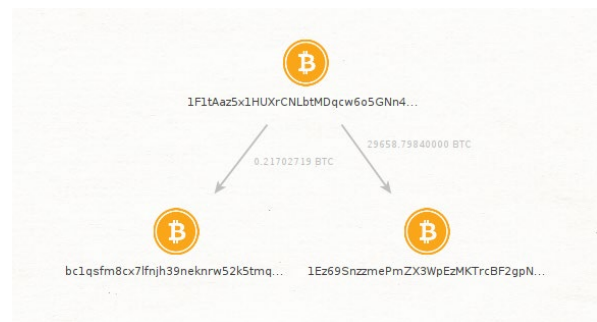 1F1tAaz5x1HUXrCNLbtMDqcw6o5GNn4...
29658.79840000 BTC
0.21702719 BTC
bc1qsfm8cx7lfnjh39neknrw52k5tmq...
1Ez69SnzzmePmZX3WpEzMKTrcBF2gpN...